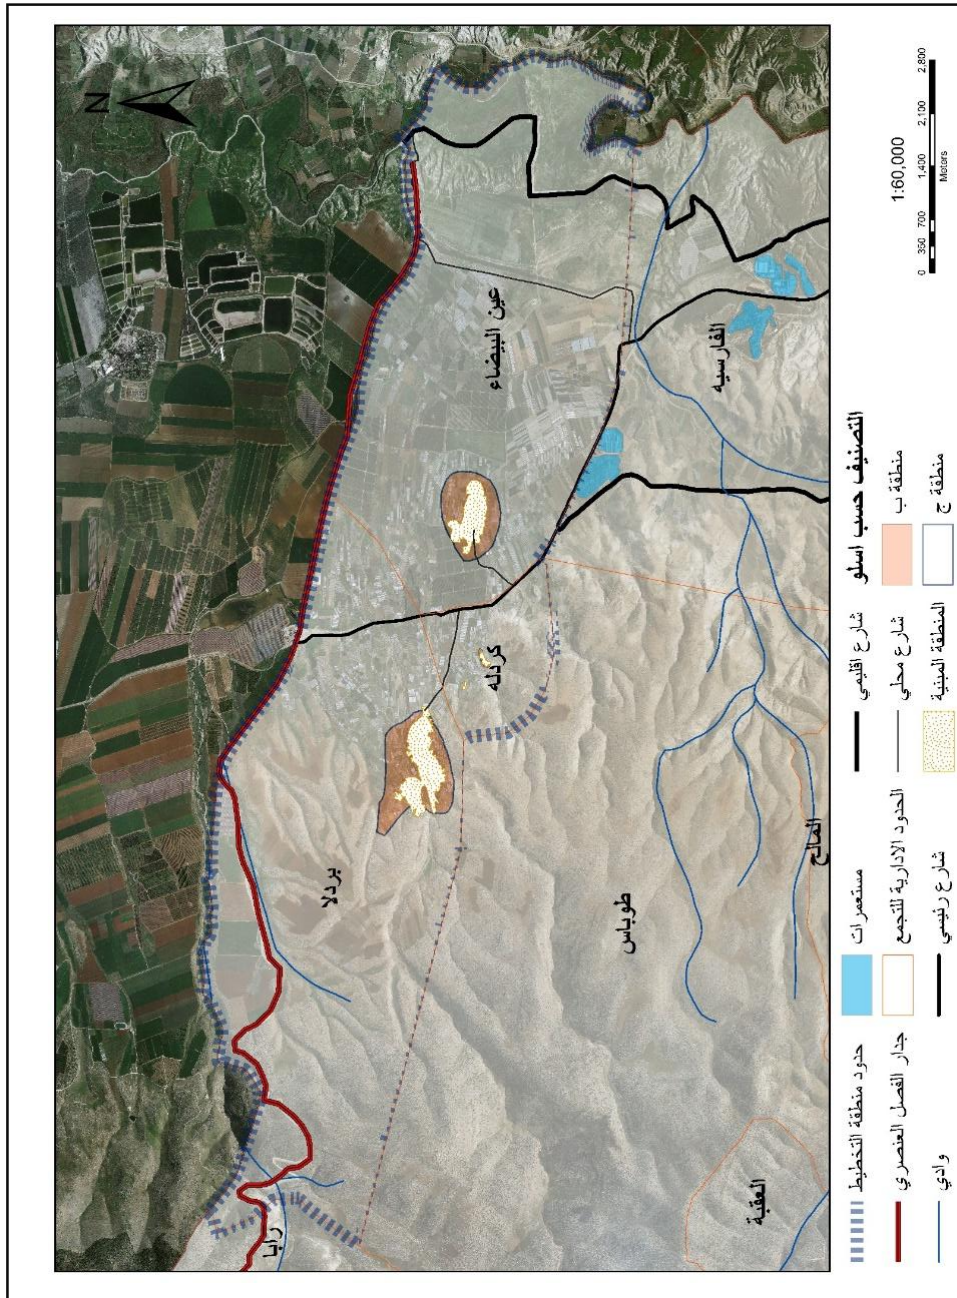 N
عين البيضاء
كردله
بردلا
الفارسيه
طوباس
المالح
رابا
العقبة
1:60,000
0 350 700 1,400 2,100 2,800
Meters
التصنيف حسب اسلو
منطقة ب
منطقة ج
شارع اقليمي
شارع محلي
المنطقة المبنية
مستعمرات
الحدود الادارية للتجمع
شارع رئيسي
حدود منطقة التخطيط
جدار الفصل العنصري
وادي